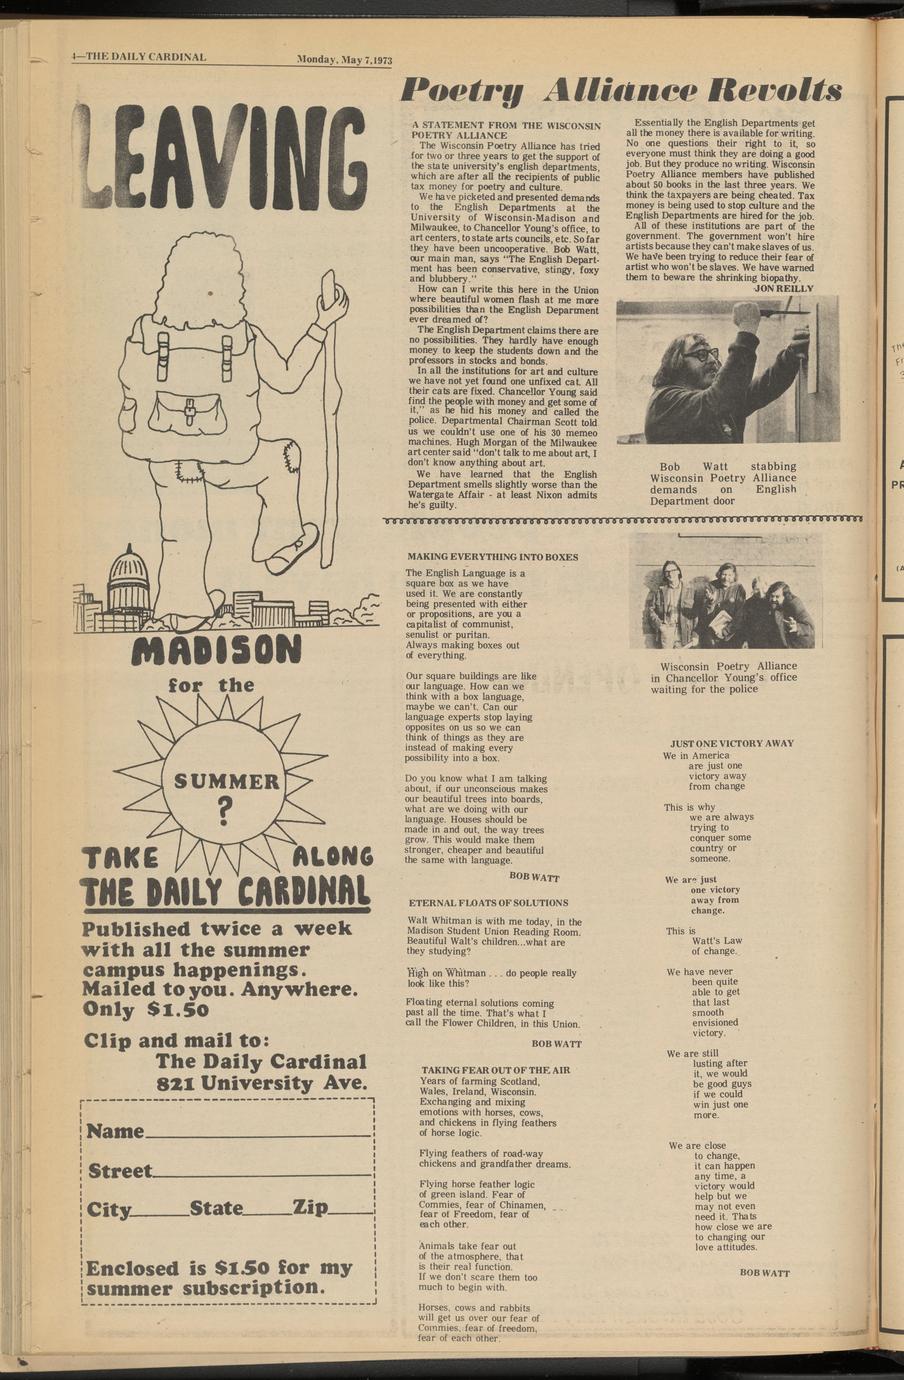 4—THE DAILY CARDINAL
Monday, May 7,1973
LEAVING
MADISON
for the
SUMMER
?
TAKE ALONG
THE DAILY CARDINAL
Published twice a week
with all the summer
campus happenings.
Mailed to you. Anywhere.
Only $1.50
Clip and mail to:
The Daily Cardinal
821 University Ave.
Name
Street
City State Zip
Enclosed is $1.50 for my
summer subscription.
Poetry Alliance Revolts
A STATEMENT FROM THE WISCONSIN
POETRY ALLIANCE
The Wisconsin Poetry Alliance has tried
for two or three years to get the support of
the state university's english departments,
which are after all the recipients of public
tax money for poetry and culture.
We have picketed and presented demands
to the English Departments at the
University of Wisconsin-Madison and
Milwaukee, to Chancellor Young's office, to
art centers, to state arts councils, etc. So far
they have been uncooperative. Bob Watt,
our main man, says "The English Depart-
ment has been conservative, stingy, foxy
and blubbery."
How can I write this here in the Union
where beautiful women flash at me more
possibilities than the English Department
ever dreamed of?
The English Department claims there are
no possibilities. They hardly have enough
money to keep the students down and the
professors in stocks and bonds.
In all the institutions for art and culture
we have not yet found one unfixed cat. All
their cats are fixed. Chancellor Young said
find the people with money and get some of
it," as he hid his money and called the
police. Departmental Chairman Scott told
us we couldn't use one of his 30 memeo
machines. Hugh Morgan of the Milwaukee
art center said "don't talk to me about art, I
don't know anything about art.
We have learned that the English
Department smells slightly worse than the
Watergate Affair - at least Nixon admits
he's guilty.
Essentially the English Departments get
all the money there is available for writing.
No one questions their right to it, so
everyone must think they are doing a good
job. But they produce no writing. Wisconsin
Poetry Alliance members have published
about 50 books in the last three years. We
think the taxpayers are being cheated. Tax
money is being used to stop culture and the
English Departments are hired for the job.
All of these institutions are part of the
government. The government won't hire
artists because they can't make slaves of us.
We have been trying to reduce their fear of
artist who won't be slaves. We have warned
them to beware the shrinking biopathy.
-JON REILLY
Bob Watt stabbing
Wisconsin Poetry Alliance
demands on English
Department door
MAKING EVERYTHING INTO BOXES
The English Language is a
square box as we have
used it. We are constantly
being presented with either
or propositions, are you a
capitalist of communist,
senulist or puritan.
Always making boxes out
of everything.
Our square buildings are like
our language. How can we
think with a box language,
maybe we can't. Can our
language experts stop laying
opposites on us so we can
think of things as they are
instead of making every
possibility into a box.
Do you know what I am talking
about, if our unconscious makes
our beautiful trees into boards,
what are we doing with our
language. Houses should be
made in and out, the way trees
grow. This would make them
stronger, cheaper and beautiful
the same with language.
BOB WATT
ETERNAL FLOATS OF SOLUTIONS
Walt Whitman is with me today, in the
Madison Student Union Reading Room.
Beautiful Walt's children...what are
they studying?
High on Whitman . . . do people really
look like this?
Floating eternal solutions coming
past all the time. That's what I
call the Flower Children, in this Union.
BOB WATT
TAKING FEAR OUT OF THE AIR
Years of farming Scotland,
Wales, Ireland, Wisconsin.
Exchanging and mixing
emotions with horses, cows,
and chickens in flying feathers
of horse logic.
Flying feathers of road-way
chickens and grandfather dreams.
Flying horse feather logic
of green island. Fear of
Commies, fear of Chinamen,
fear of Freedom, fear of
each other.
Animals take fear out
of the atmosphere, that
is their real function.
If we don't scare them too
much to begin with.
Horses, cows and rabbits
will get us over our fear of
Commies, fear of freedom,
fear of each other.
Wisconsin Poetry Alliance
in Chancellor Young's office
waiting for the police
JUST ONE VICTORY AWAY
We in America
are just one
victory away
from change
This is why
we are always
trying to
conquer some
country or
someone.
We are just
one victory
away from
change.
This is
Watt's Law
of change.
We have never
been quite
able to get
that last
smooth
envisioned
victory.
We are still
lusting after
it, we would
be good guys
if we could
win just one
more.
We are close
to change,
it can happen
any time, a
victory would
help but we
may not even
need it. Thats
how close we are
to changing our
love attitudes.
BOB WATT